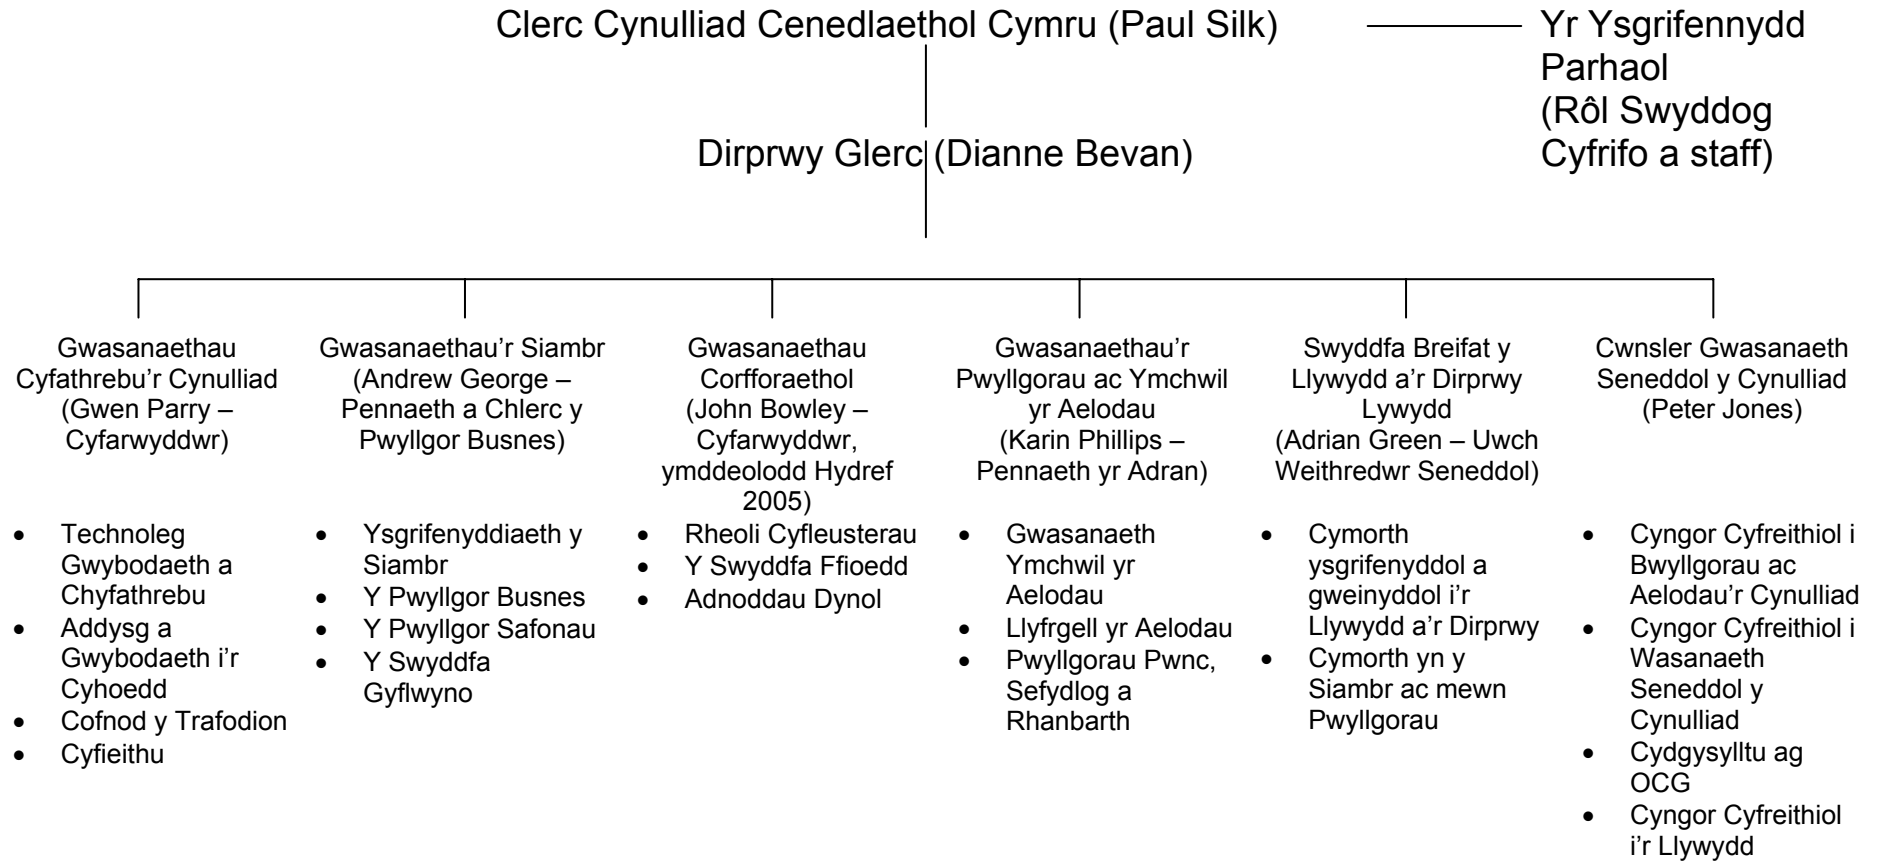 Clerc Cynulliad Cenedlaethol Cymru (Paul Silk)
Yr Ysgrifennydd
Parhaol
(Rôl Swyddog
Cyfrifo a staff)
Dirprwy Glerc (Dianne Bevan)
Gwasanaethau
Cyfathrebu’r Cynulliad
(Gwen Parry –
Cyfarwyddwr)
• Technoleg
Gwybodaeth a
Chyfathrebu
• Addysg a
Gwybodaeth i’r
Cyhoedd
• Cofnod y Trafodion
• Cyfieithu
Gwasanaethau’r Siambr
(Andrew George –
Pennaeth a Chlerc y
Pwyllgor Busnes)
• Ysgrifenyddiaeth y
Siambr
• Y Pwyllgor Busnes
• Y Pwyllgor Safonau
• Y Swyddfa
Gyflwyno
Gwasanaethau
Corfforaethol
(John Bowley –
Cyfarwyddwr,
ymddeolodd Hydref
2005)
• Rheoli Cyfleusterau
• Y Swyddfa Ffioedd
• Adnoddau Dynol
Gwasanaethau’r
Pwyllgorau ac Ymchwil
yr Aelodau
(Karin Phillips –
Pennaeth yr Adran)
• Gwasanaeth
Ymchwil yr
Aelodau
• Llyfrgell yr Aelodau
• Pwyllgorau Pwnc,
Sefydlog a
Rhanbarth
Swyddfa Breifat y
Llywydd a’r Dirprwy
Lywydd
(Adrian Green – Uwch
Weithredwr Seneddol)
• Cymorth
ysgrifenyddol a
gweinyddol i’r
Llywydd a’r Dirprwy
• Cymorth yn y
Siambr ac mewn
Pwyllgorau
Cwnsler Gwasanaeth
Seneddol y Cynulliad
(Peter Jones)
• Cyngor Cyfreithiol i
Bwyllgorau ac
Aelodau’r Cynulliad
• Cyngor Cyfreithiol i
Wasanaeth
Seneddol y
Cynulliad
• Cydgysylltu ag
OCG
• Cyngor Cyfreithiol
i’r Llywydd